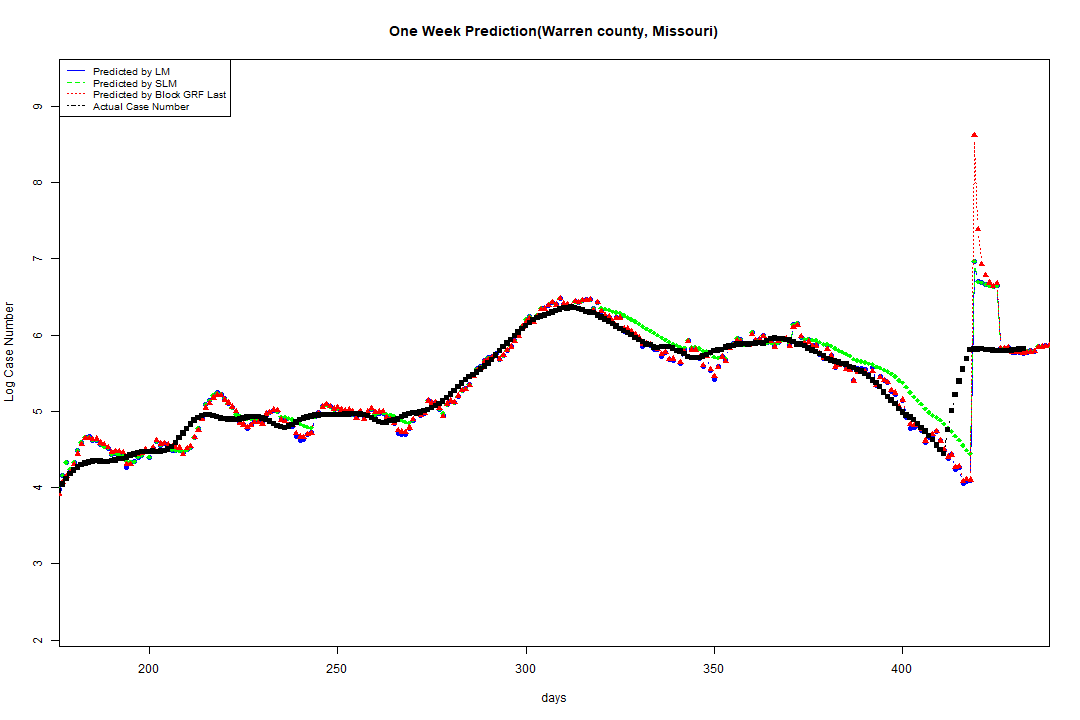 One Week Prediction(Warren county, Missouri)
Predicted by LM
Predicted by SLM
Predicted by Block GRF Last
Actual Case Number
Log Case Number
9
8
7
6
5
4
3
2
200 250 300 350 400
days